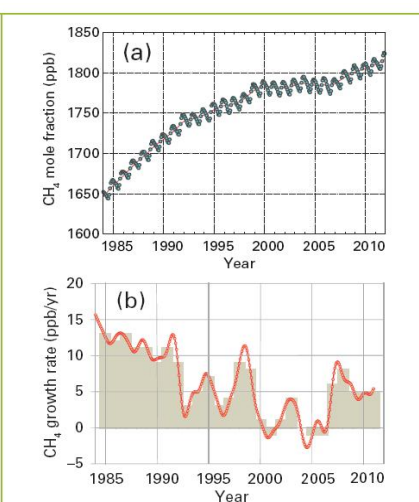 (a)
CH₄ mole fraction (ppb)
1850
1800
1750
1700
1650
1600
1985 1990 1995 2000 2005 2010
Year
(b)
CH₄ growth rate (ppb/yr)
20
15
10
5
0
−5
1985 1990 1995 2000 2005 2010
Year